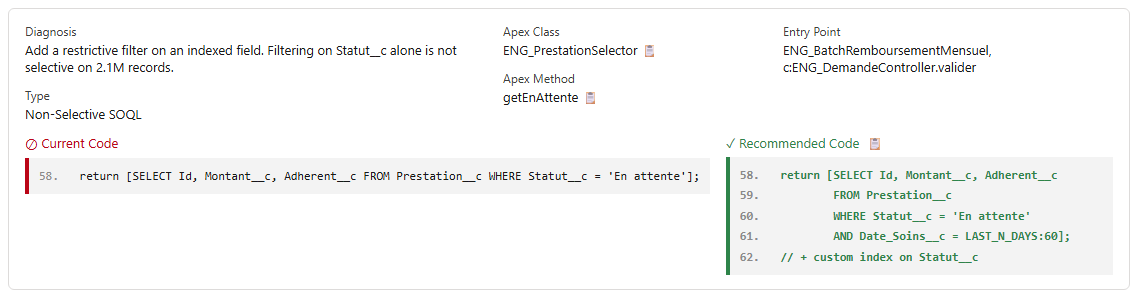 Diagnosis
Add a restrictive filter on an indexed field. Filtering on Statut__c alone is not
selective on 2.1M records.
Type
Non-Selective SOQL
Apex Class
ENG_PrestationSelector
Apex Method
getEnAttente
Entry Point
ENG_BatchRemboursementMensuel,
c:ENG_DemandeController.valider
Current Code
58. return [SELECT Id, Montant__c, Adherent__c FROM Prestation__c WHERE Statut__c = 'En attente'];
✓ Recommended Code
58. return [SELECT Id, Montant__c, Adherent__c
59. FROM Prestation__c
60. WHERE Statut__c = 'En attente'
61. AND Date_Soins__c = LAST_N_DAYS:60];
62. // + custom index on Statut__c